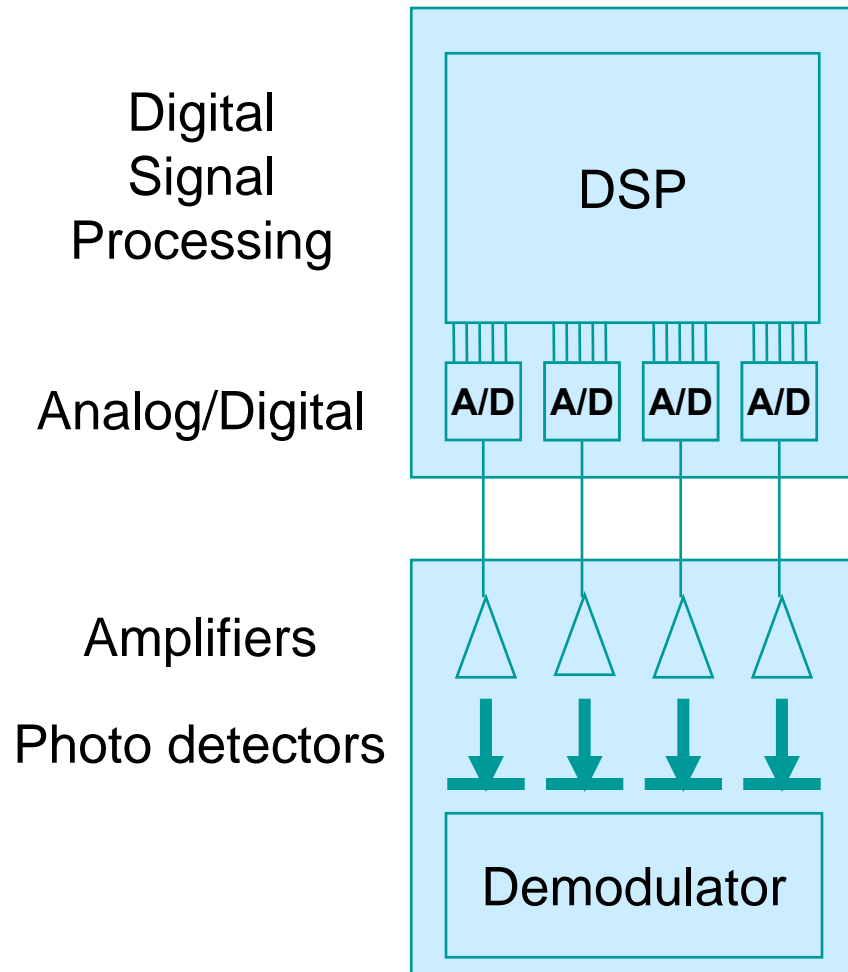 Digital
Signal
Processing
DSP
Analog/Digital
A/D A/D A/D A/D
Amplifiers
Photo detectors
Demodulator